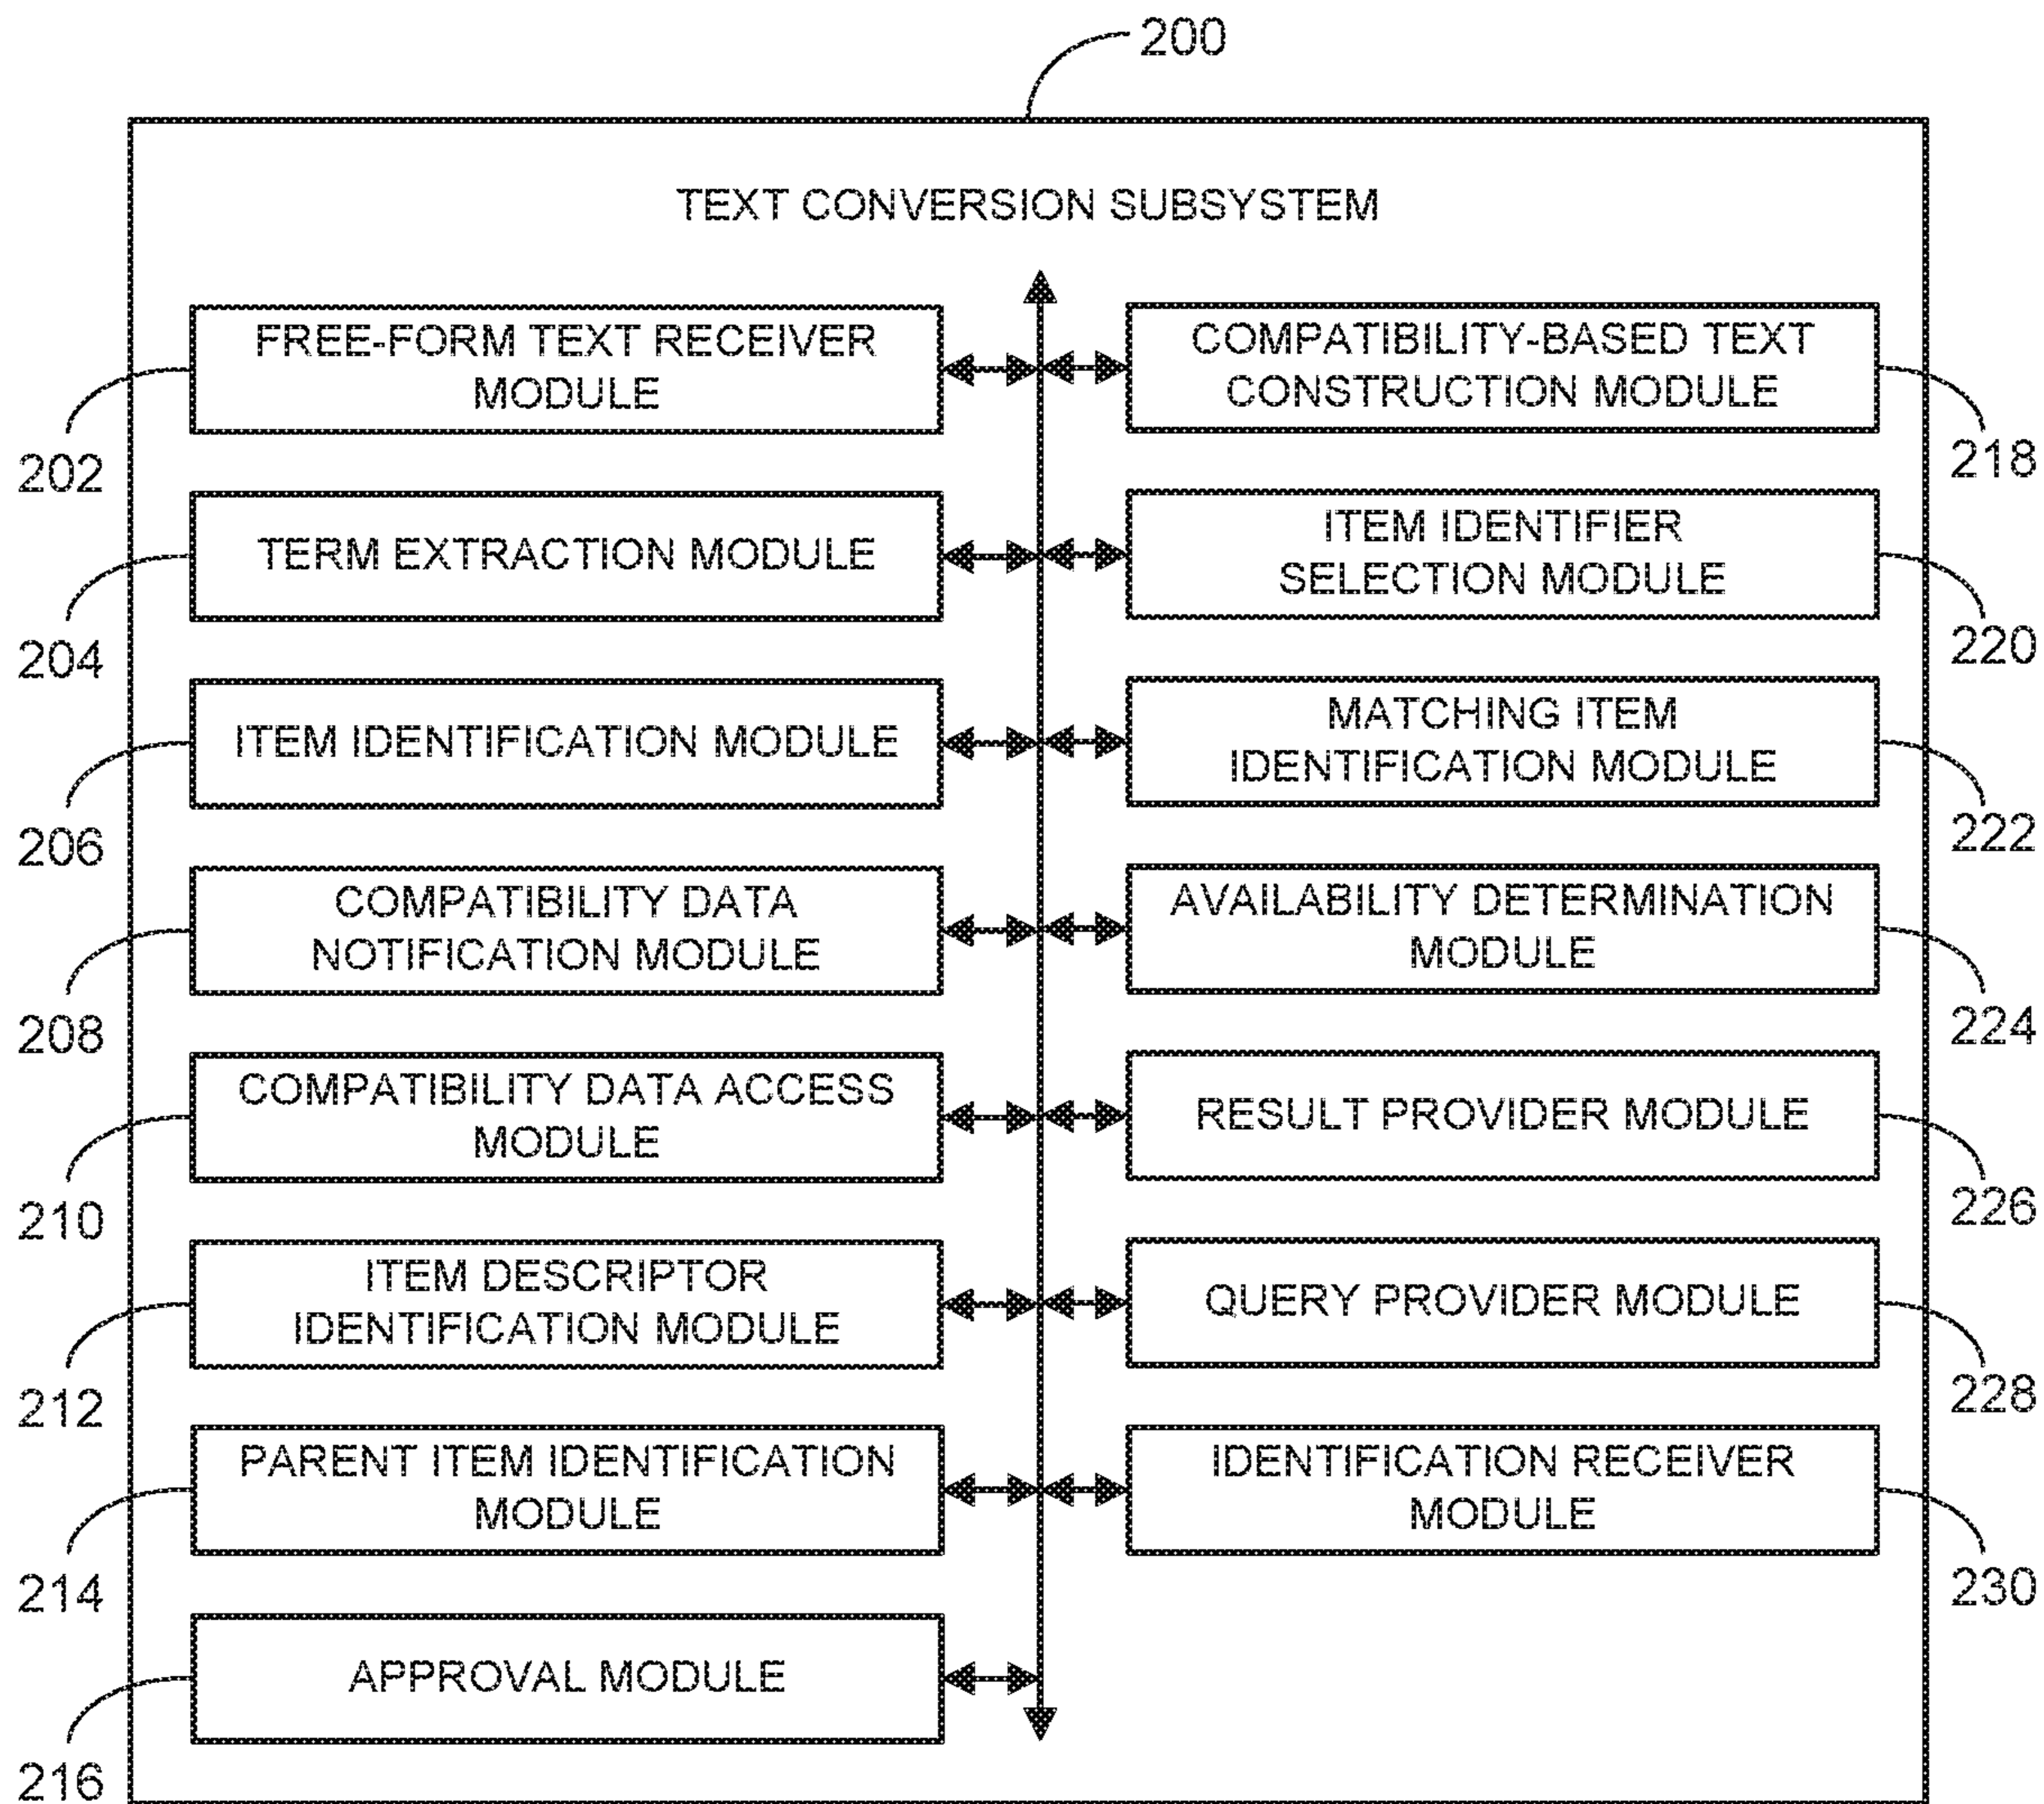 200
TEXT CONVERSION SUBSYSTEM
FREE-FORM TEXT RECEIVER
MODULE
202
TERM EXTRACTION MODULE
204
ITEM IDENTIFICATION MODULE
206
COMPATIBILITY DATA
NOTIFICATION MODULE
208
COMPATIBILITY DATA ACCESS
MODULE
210
ITEM DESCRIPTOR
IDENTIFICATION MODULE
212
PARENT ITEM IDENTIFICATION
MODULE
214
APPROVAL MODULE
216
COMPATIBILITY-BASED TEXT
CONSTRUCTION MODULE
218
ITEM IDENTIFIER
SELECTION MODULE
220
MATCHING ITEM
IDENTIFICATION MODULE
222
AVAILABILITY DETERMINATION
MODULE
224
RESULT PROVIDER MODULE
226
QUERY PROVIDER MODULE
228
IDENTIFICATION RECEIVER
MODULE
230